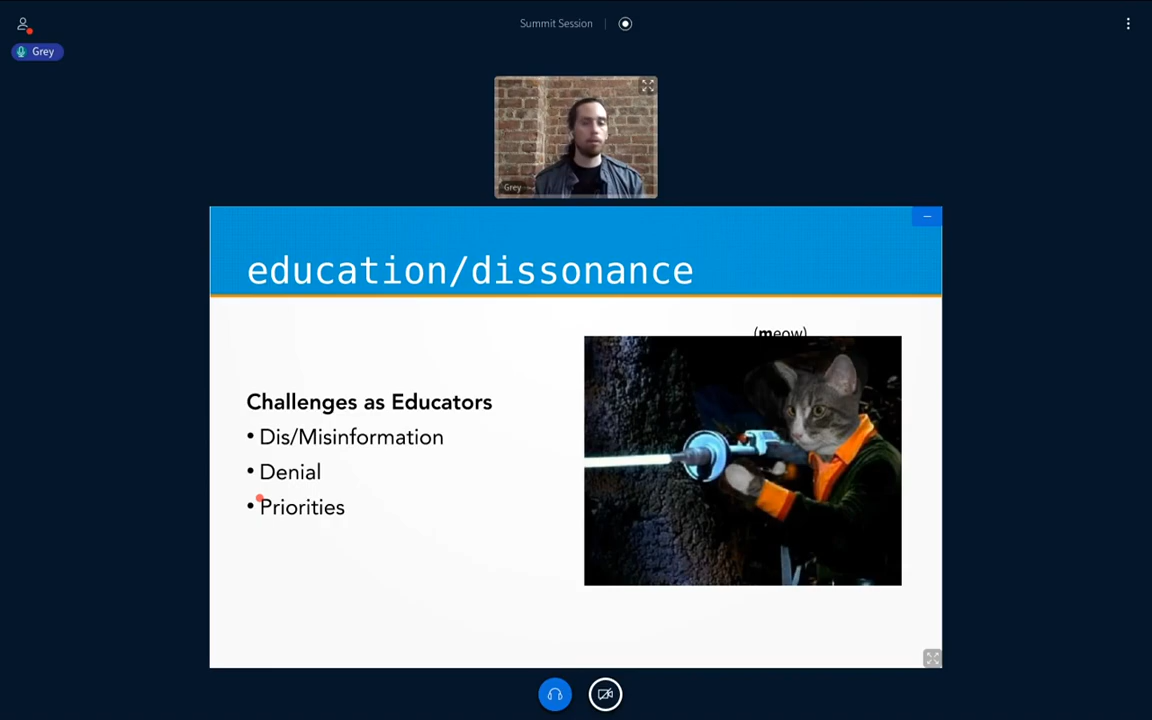 Summit Session
Grey
Grey
education/dissonance
(meow)
Challenges as Educators
• Dis/Misinformation
• Denial
• Priorities